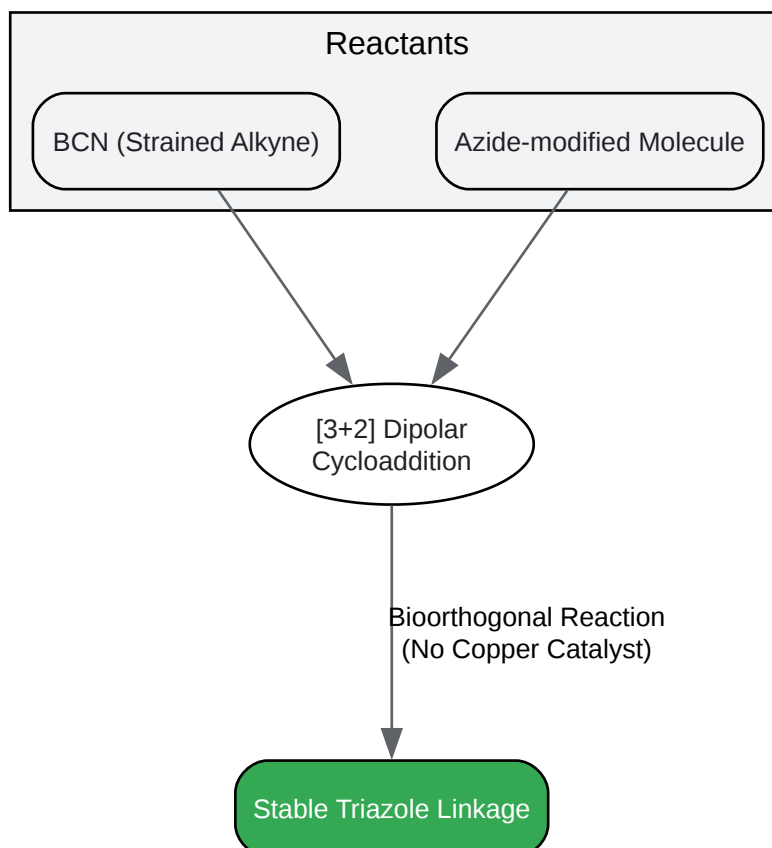 Reactants
BCN (Strained Alkyne)
Azide-modified Molecule
[3+2] Dipolar
Cycloaddition
Bioorthogonal Reaction
(No Copper Catalyst)
Stable Triazole Linkage